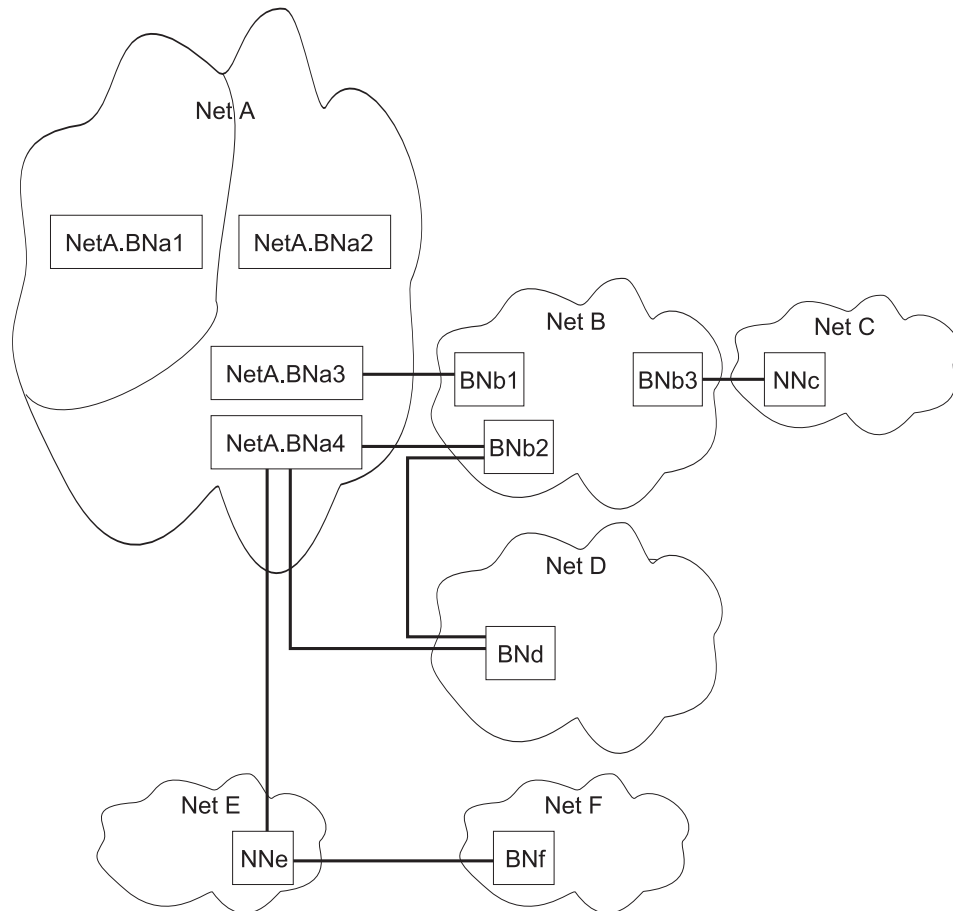 Net A
NetA.BNa1
NetA.BNa2
Net B
Net C
NetA.BNa3
BNb1
BNb3
NNc
NetA.BNa4
BNb2
Net D
BNd
Net E
Net F
NNe
BNf